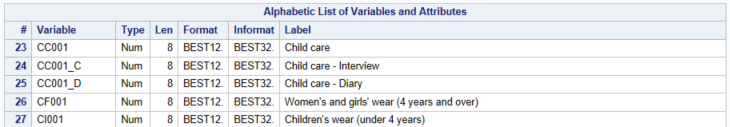 Alphabetic List of Variables and Attributes
# Variable Type Len Format Informat Label
23 CC001 Num 8 BEST12. BEST32. Child care
24 CC001_C Num 8 BEST12. BEST32. Child care - Interview
25 CC001_D Num 8 BEST12. BEST32. Child care - Diary
26 CF001 Num 8 BEST12. BEST32. Women's and girls' wear (4 years and over)
27 CI001 Num 8 BEST12. BEST32. Children's wear (under 4 years)